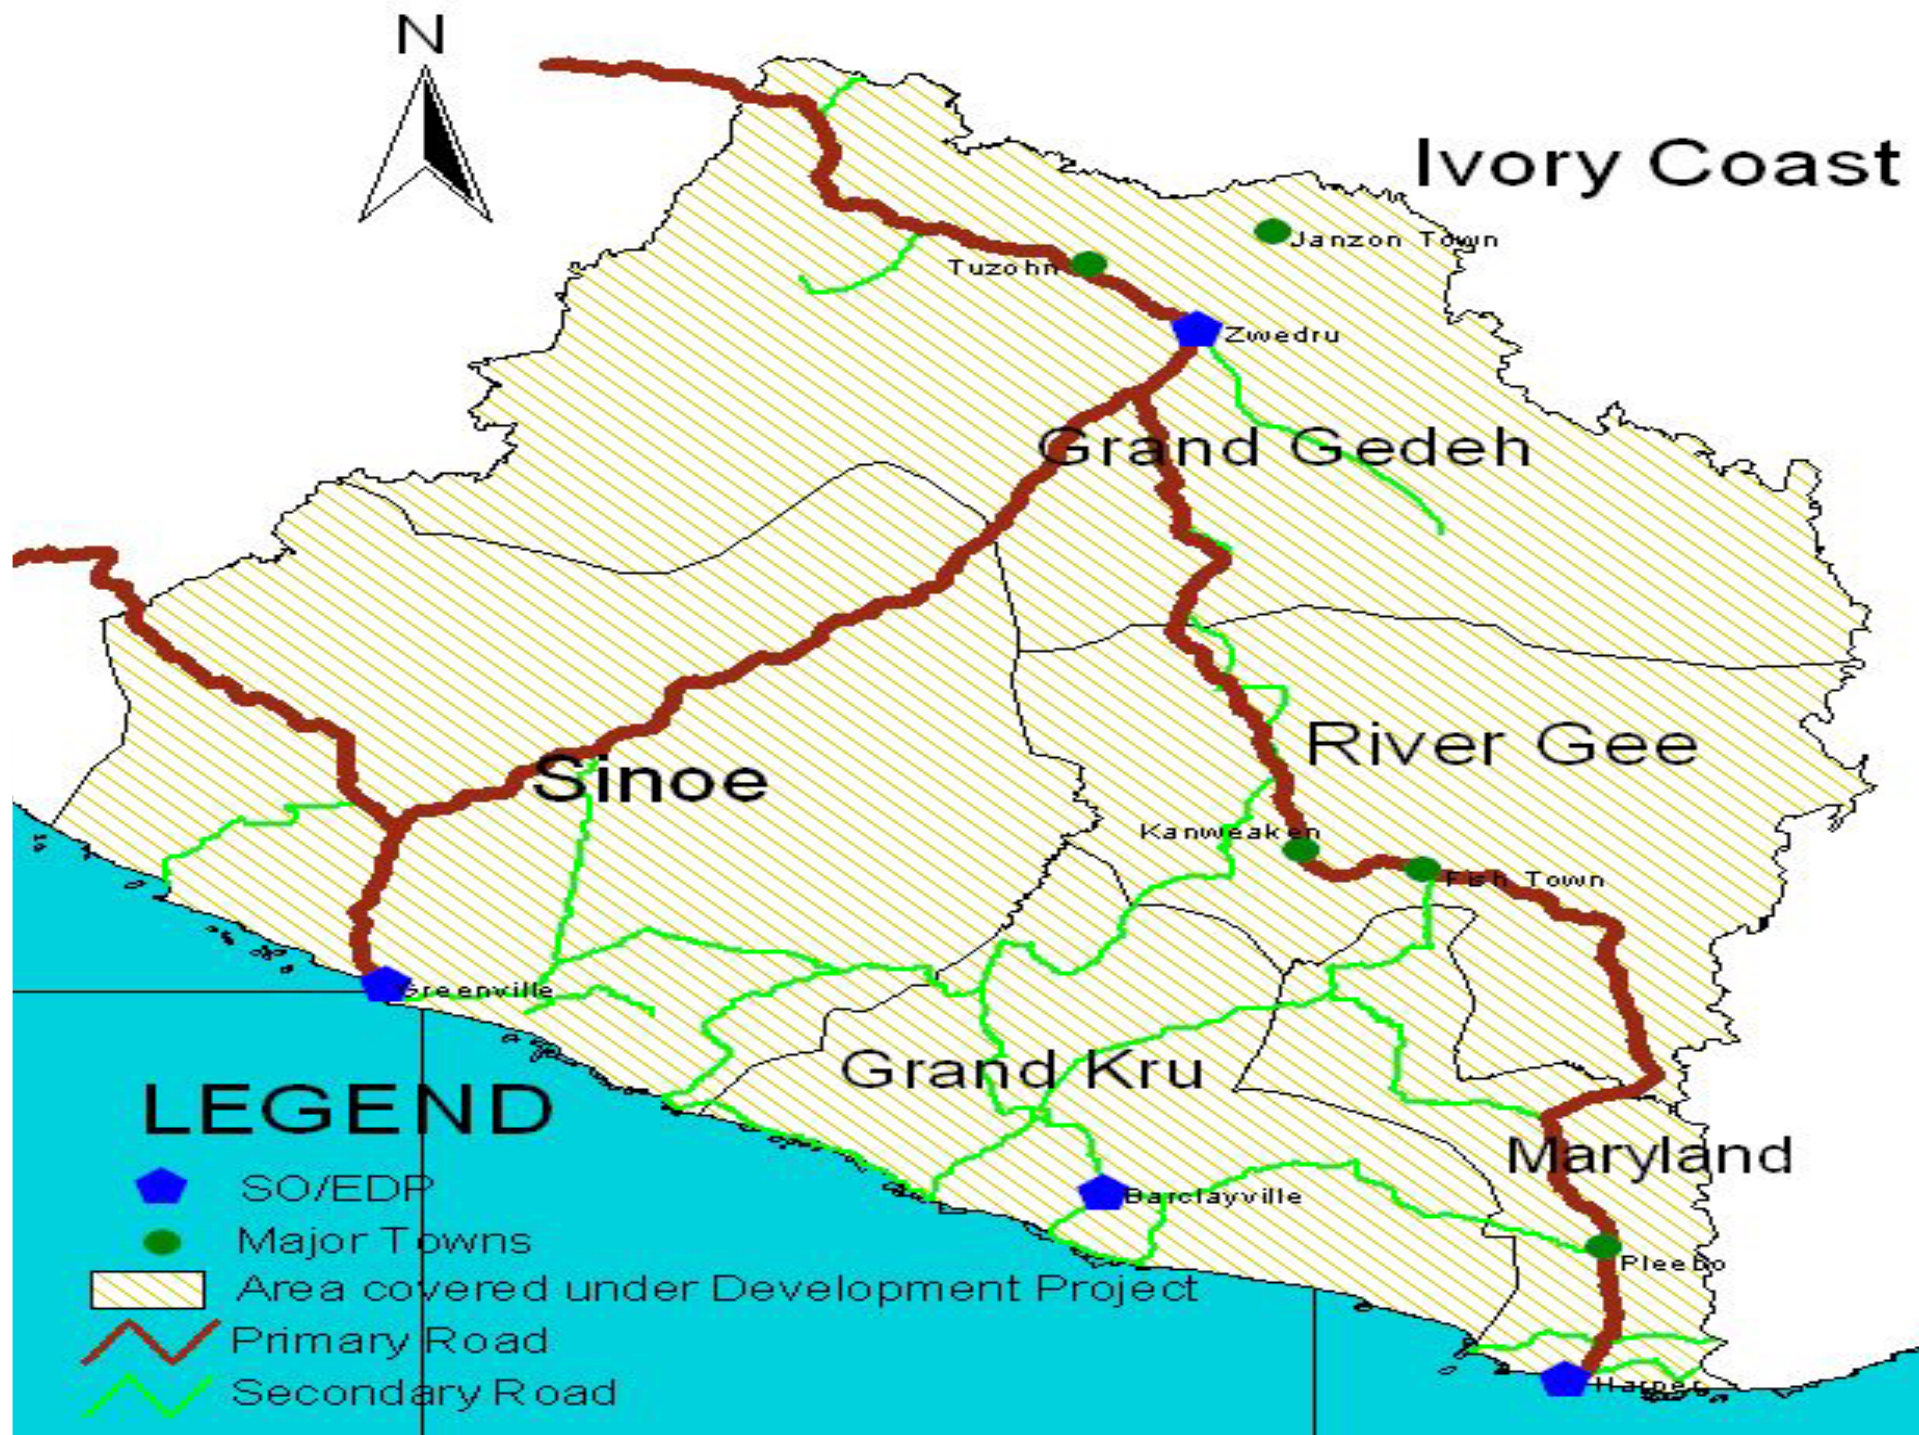 N
Ivory Coast
Janzon Town
Tuzohn
Zwedru
Grand Gedeh
River Gee
Sinoe
Kanweaken
Fish Town
Greenville
Grand Kru
LEGEND
Maryland
SO/EDP
Barclayville
Major Towns
Pleebo
Area covered under Development Project
Primary Road
Secondary Road
Harper